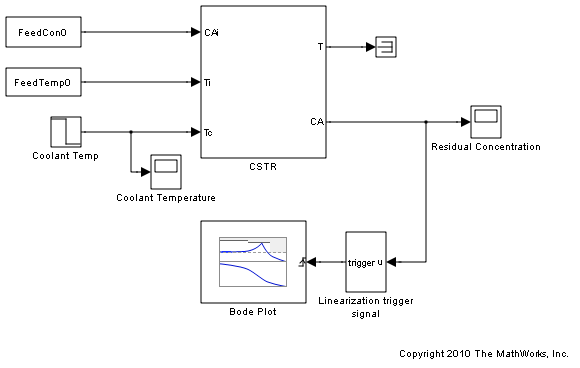 FeedCon0
CAi
T
FeedTemp0
Ti
CA
Tc
Coolant Temp
Residual Concentration
CSTR
Coolant Temperature
trigger u
Linearization trigger
signal
Bode Plot
Copyright 2010 The MathWorks, Inc.